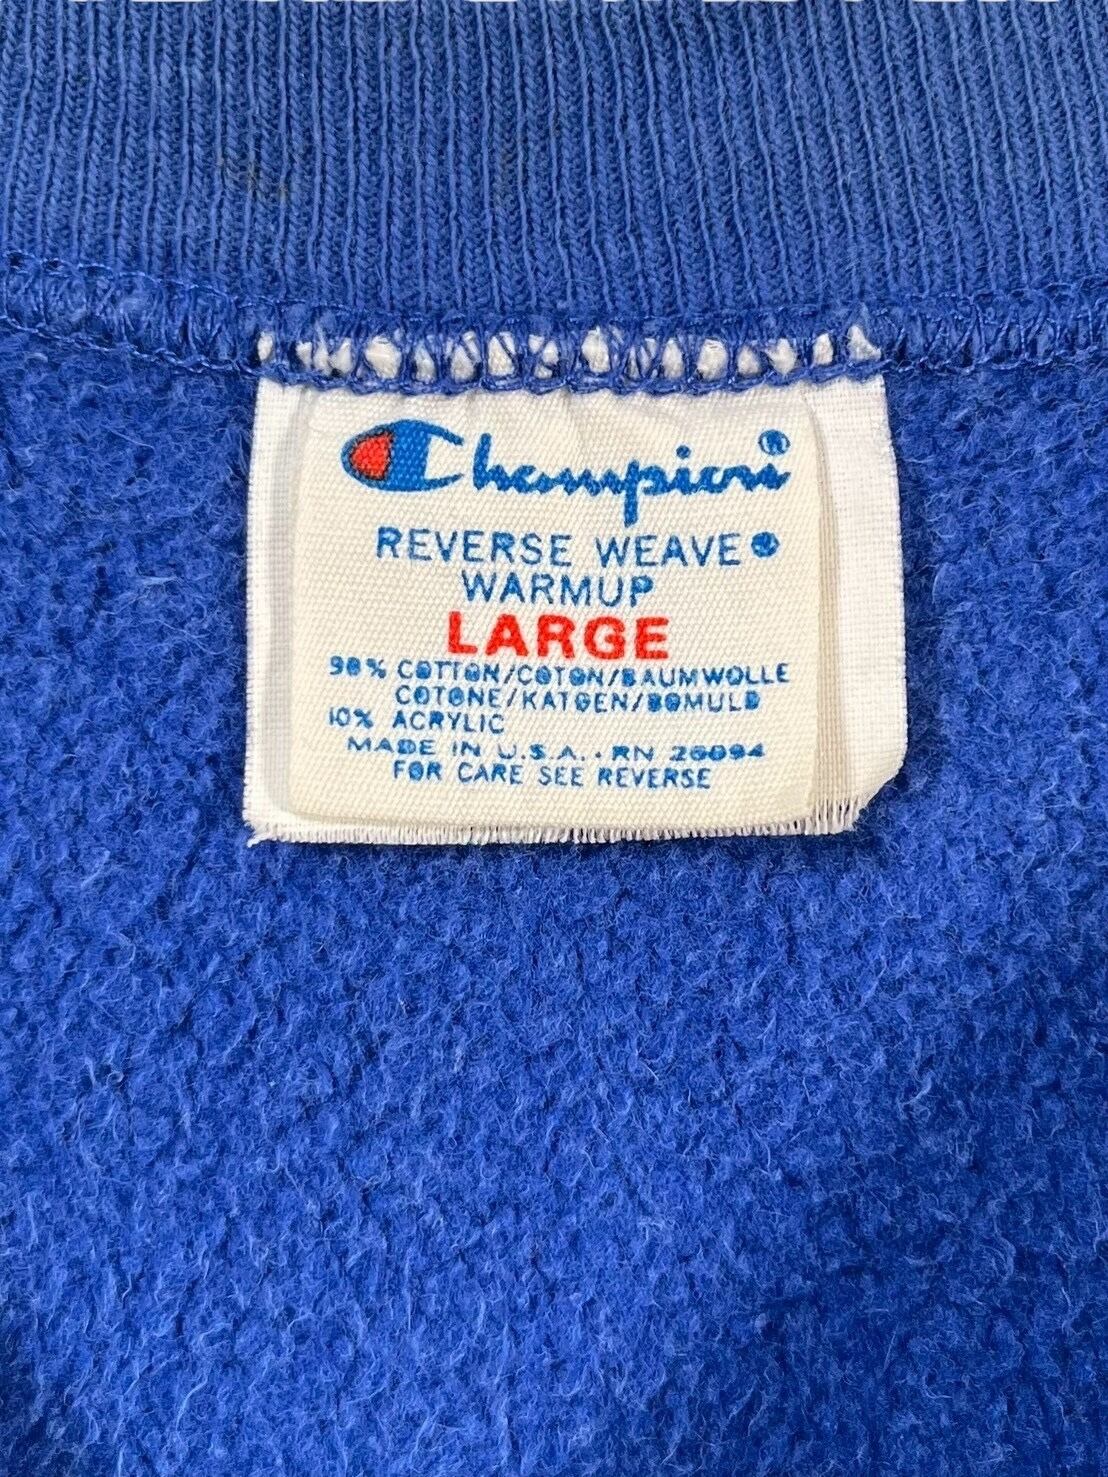 Champion®
REVERSE WEAVE®
WARMUP
LARGE
90% COTTON/COTON/BAUMWOLLE
COTONE/KATOEN/BOMULD
10% ACRYLIC
MADE IN U.S.A. · RN 26094
FOR CARE SEE REVERSE